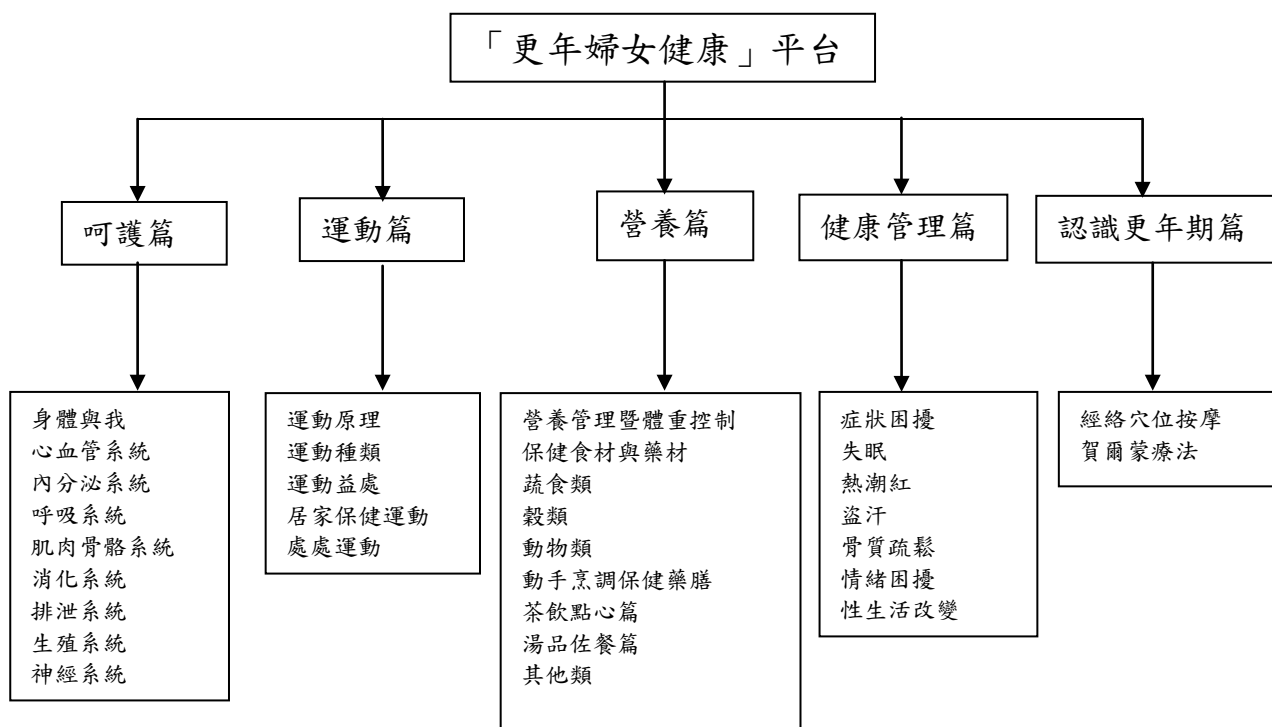 「更年婦女健康」平台
呵護篇
運動篇
營養篇
健康管理篇
認識更年期篇
身體與我
心血管系統
內分泌系統
呼吸系統
肌肉骨骼系統
消化系統
排泄系統
生殖系統
神經系統
運動原理
運動種類
運動益處
居家保健運動
處處運動
營養管理暨體重控制
保健食材與藥材
蔬食類
穀類
動物類
動手烹調保健藥膳
茶飲點心篇
湯品佐餐篇
其他類
症狀困擾
失眠
熱潮紅
盜汗
骨質疏鬆
情緒困擾
性生活改變
經絡穴位按摩
賀爾蒙療法